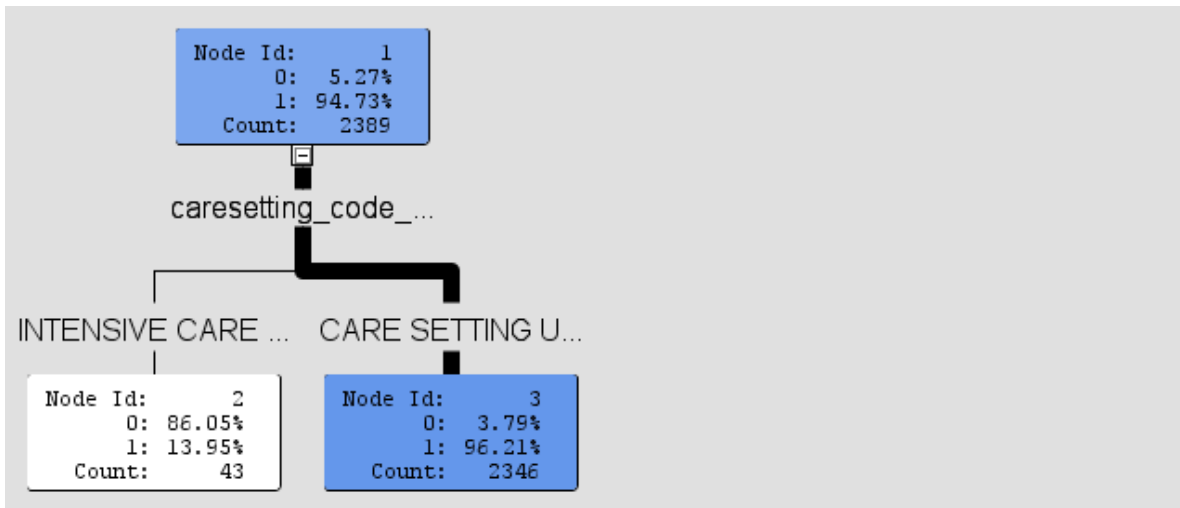 Node Id: 1
0: 5.27%
1: 94.73%
Count: 2389
caresetting_code_...
INTENSIVE CARE ...
CARE SETTING U...
Node Id: 2
0: 86.05%
1: 13.95%
Count: 43
Node Id: 3
0: 3.79%
1: 96.21%
Count: 2346